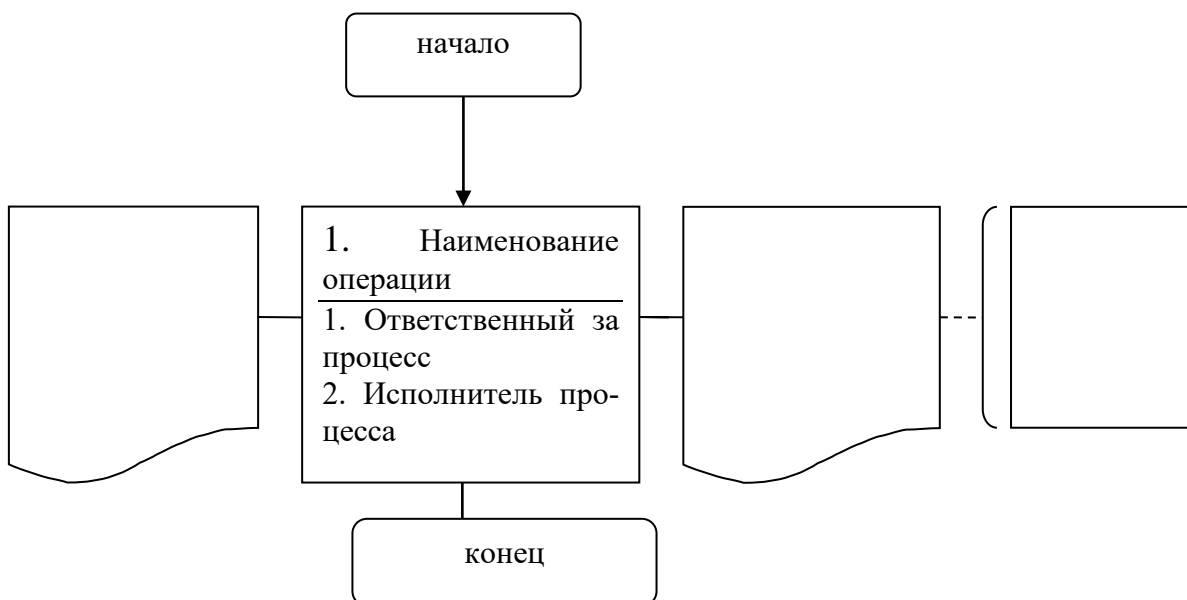 начало
1. Наименование
операции
1. Ответственный за
процесс
2. Исполнитель про-
цесса
конец